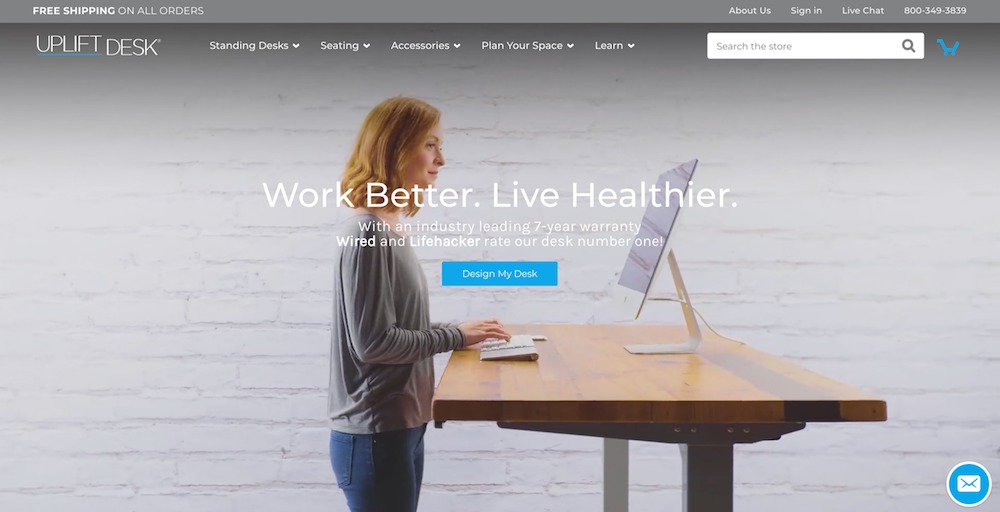 FREE SHIPPING ON ALL ORDERS
About Us
Sign in
Live Chat
800-349-3839
UPLIFT DESK®
Standing Desks
Seating
Accessories
Plan Your Space
Learn
Search the store
Work Better. Live Healthier.
With an industry leading 7-year warranty
Wired and Lifehacker rate our desk number one!
Design My Desk